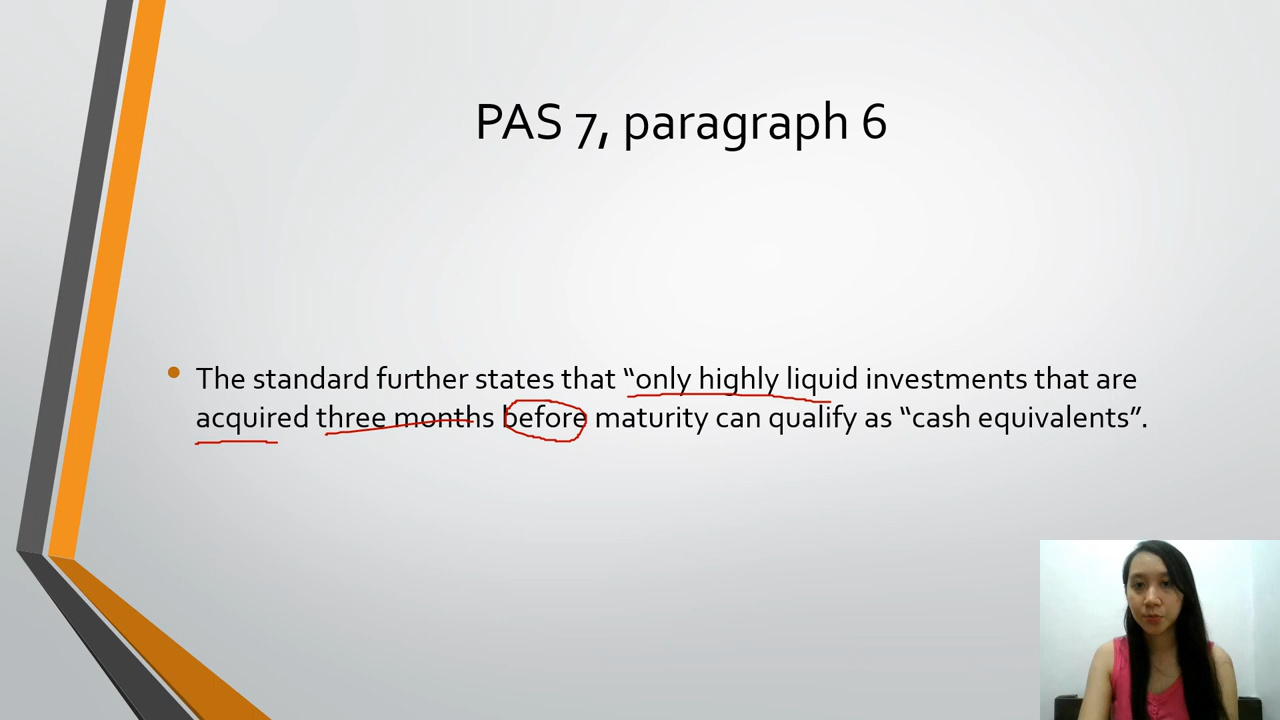 PAS 7, paragraph 6
• The standard further states that “only highly liquid investments that are
acquired three months before maturity can qualify as “cash equivalents”.